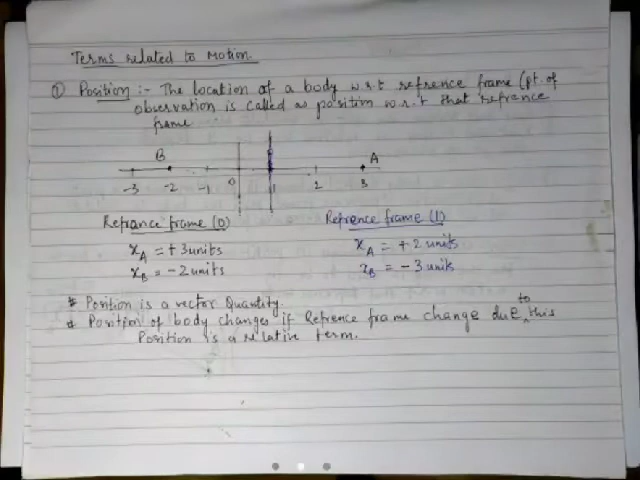 Terms related to Motion.
① Position :- The location of a body w.r.t refrence frame (pt. of
observation is called as position w.r.t that refrence
frame
B A
-3 -2 -1 0 1 2 3
Refrance frame (0) Refrence frame (1)
xA = +3 units xA = +2 units
xB = -2 units xB = -3 units
* Position is a vector Quantity.
* Position of body changes if Refrence frame change due to this
Position is a relative term.